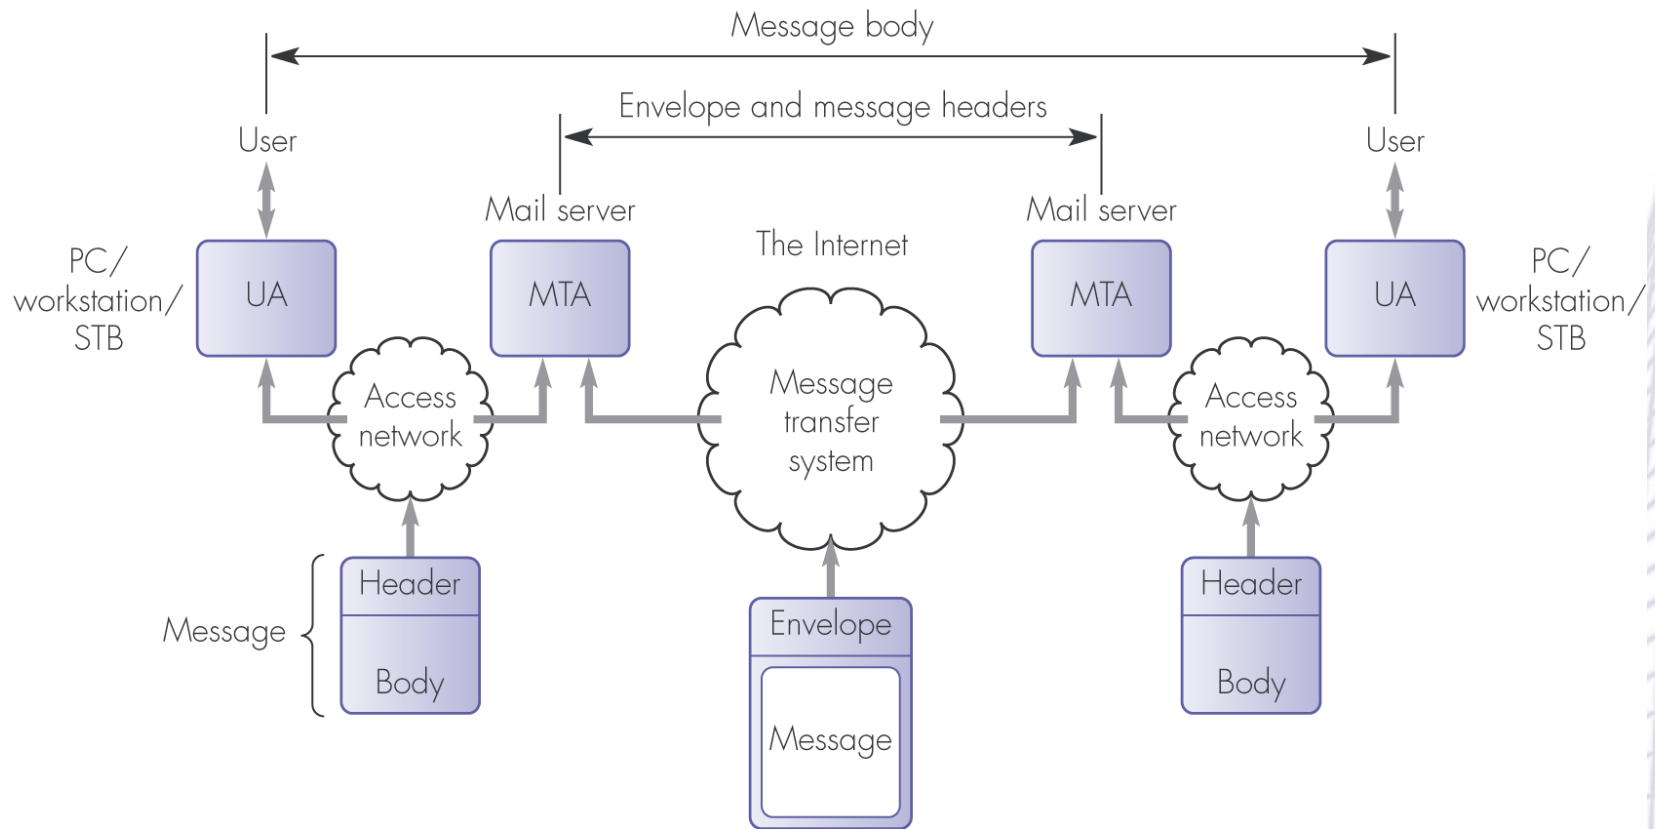 Message body
Envelope and message headers
User
User
Mail server
Mail server
The Internet
PC/
workstation/
STB
UA
MTA
MTA
UA
PC/
workstation/
STB
Access
network
Message
transfer
system
Access
network
Header
Body
Message
Envelope
Message
Header
Body